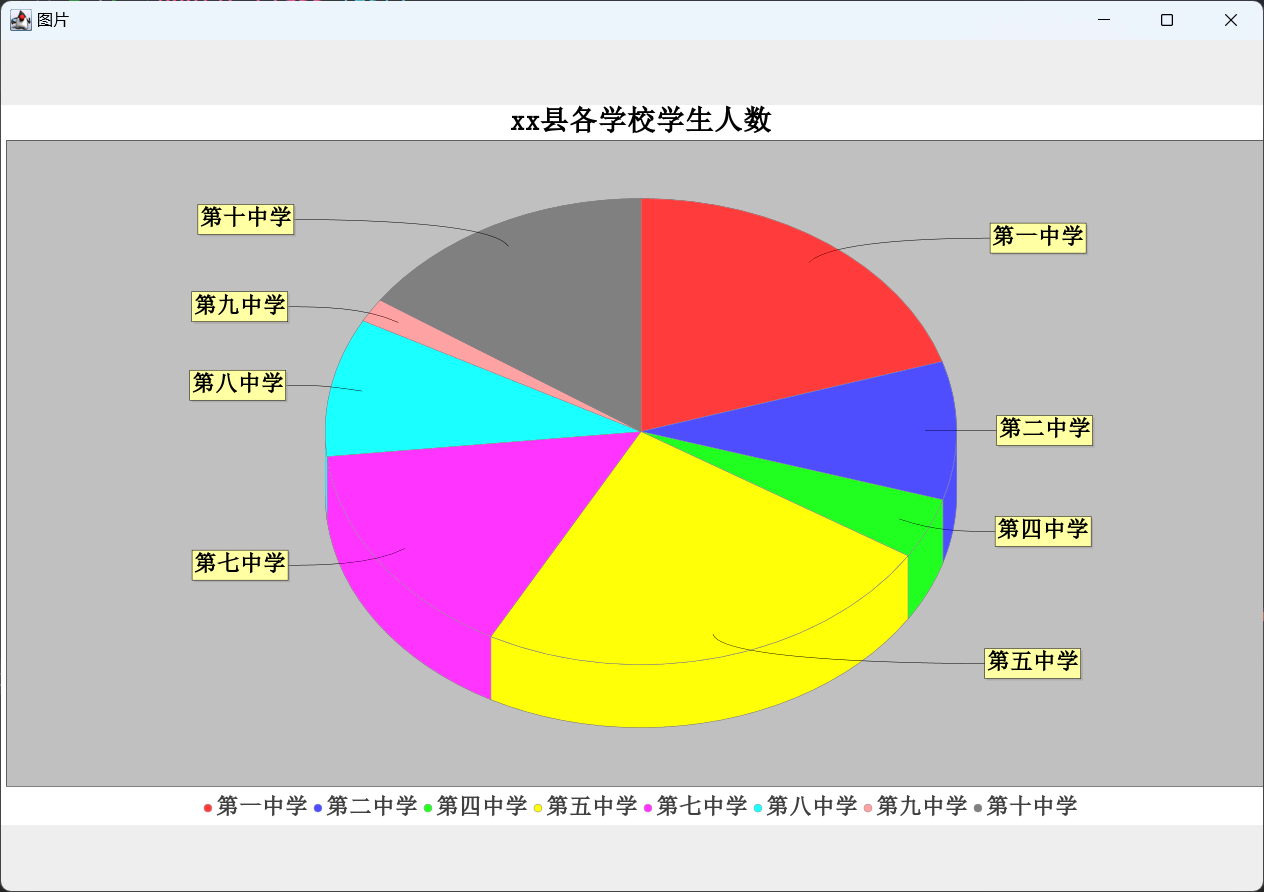 图片
xx县各学校学生人数
第十中学
第一中学
第九中学
第八中学
第二中学
第四中学
第七中学
第五中学
第一中学 第二中学 第四中学 第五中学 第七中学 第八中学 第九中学 第十中学